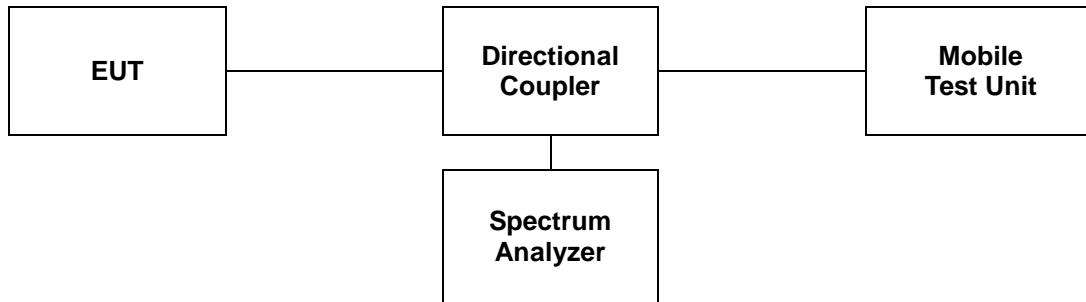 EUT
Directional
Coupler
Mobile
Test Unit
Spectrum
Analyzer